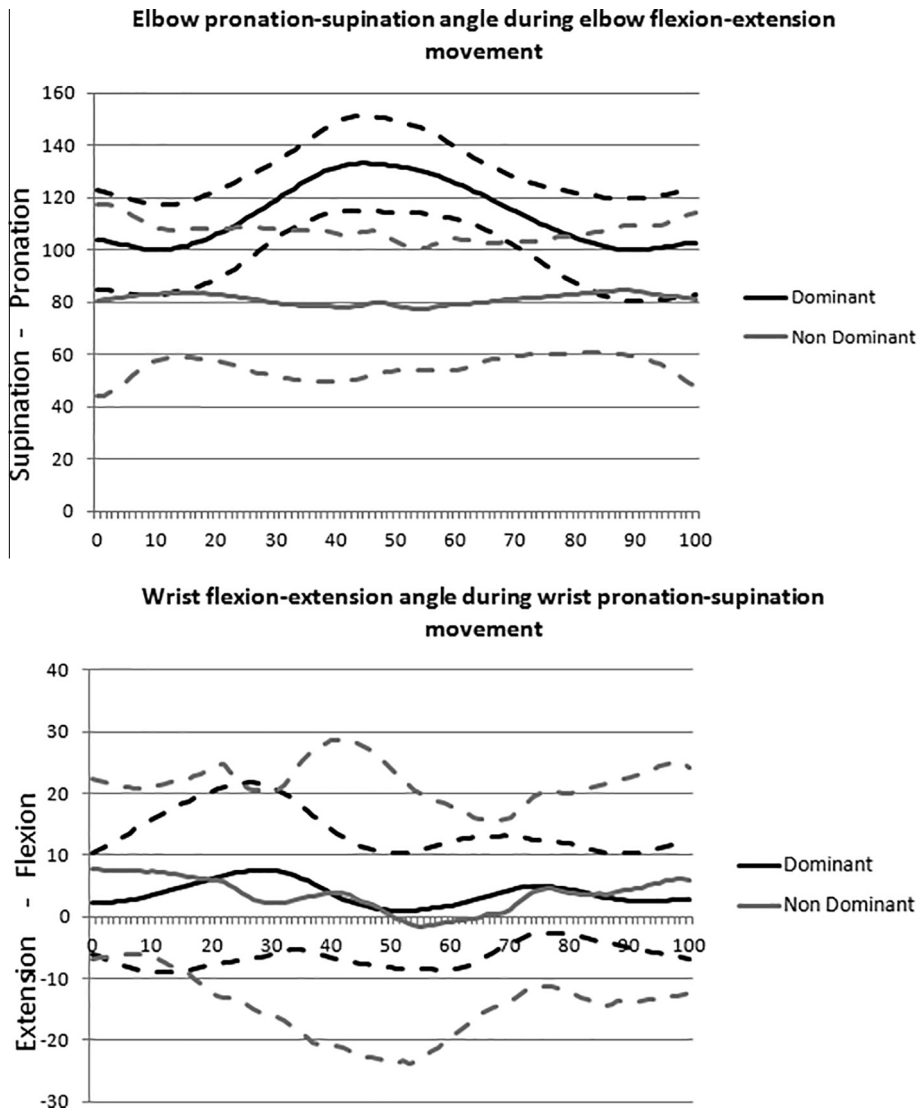 Elbow pronation-supination angle during elbow flexion-extension
movement
160
140
120
100
80
60
40
20
0
Supination - Pronation
0 10 20 30 40 50 60 70 80 90 100
Dominant
Non Dominant
Wrist flexion-extension angle during wrist pronation-supination
movement
40
30
20
10
0
-10
-20
-30
Extension - Flexion
0 10 20 30 40 50 60 70 80 90 100
Dominant
Non Dominant